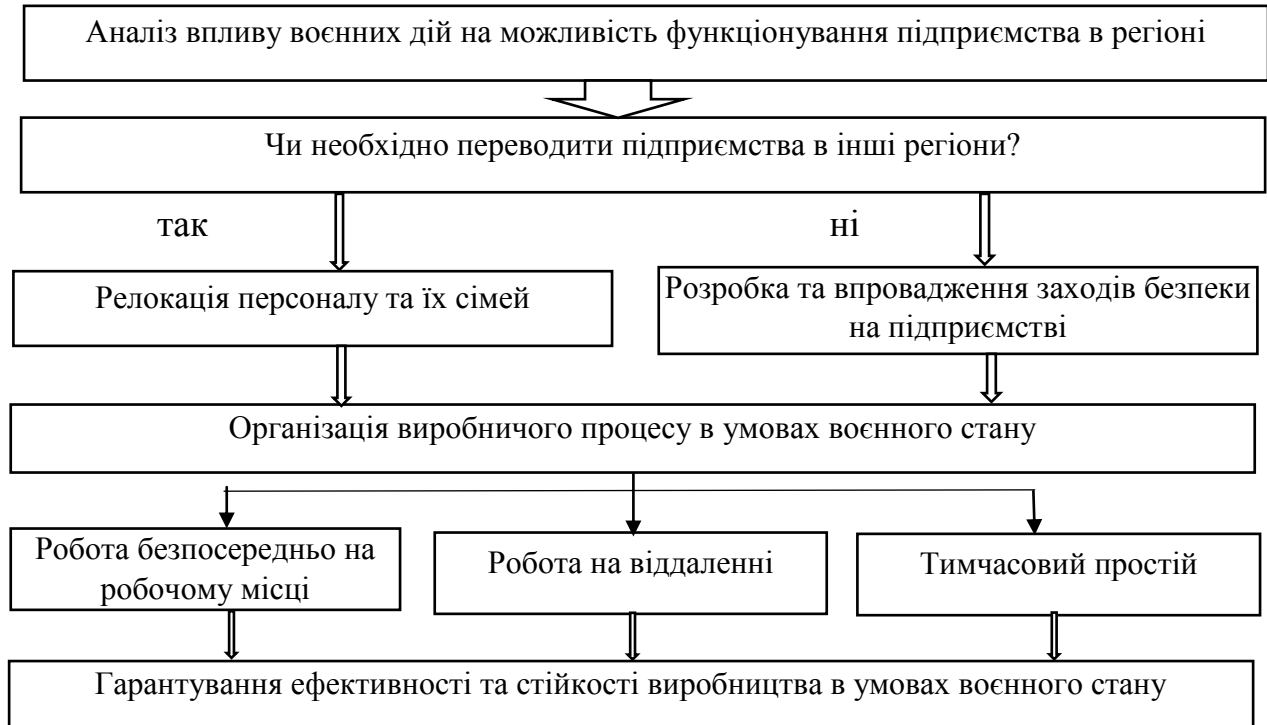 Аналіз впливу воєнних дій на можливість функціонування підприємства в регіоні
Чи необхідно переводити підприємства в інші регіони?
так
ні
Релокація персоналу та їх сімей
Розробка та впровадження заходів безпеки
на підприємстві
Організація виробничого процесу в умовах воєнного стану
Робота безпосередньо на
робочому місці
Робота на віддаленні
Тимчасовий простій
Гарантування ефективності та стійкості виробництва в умовах воєнного стану